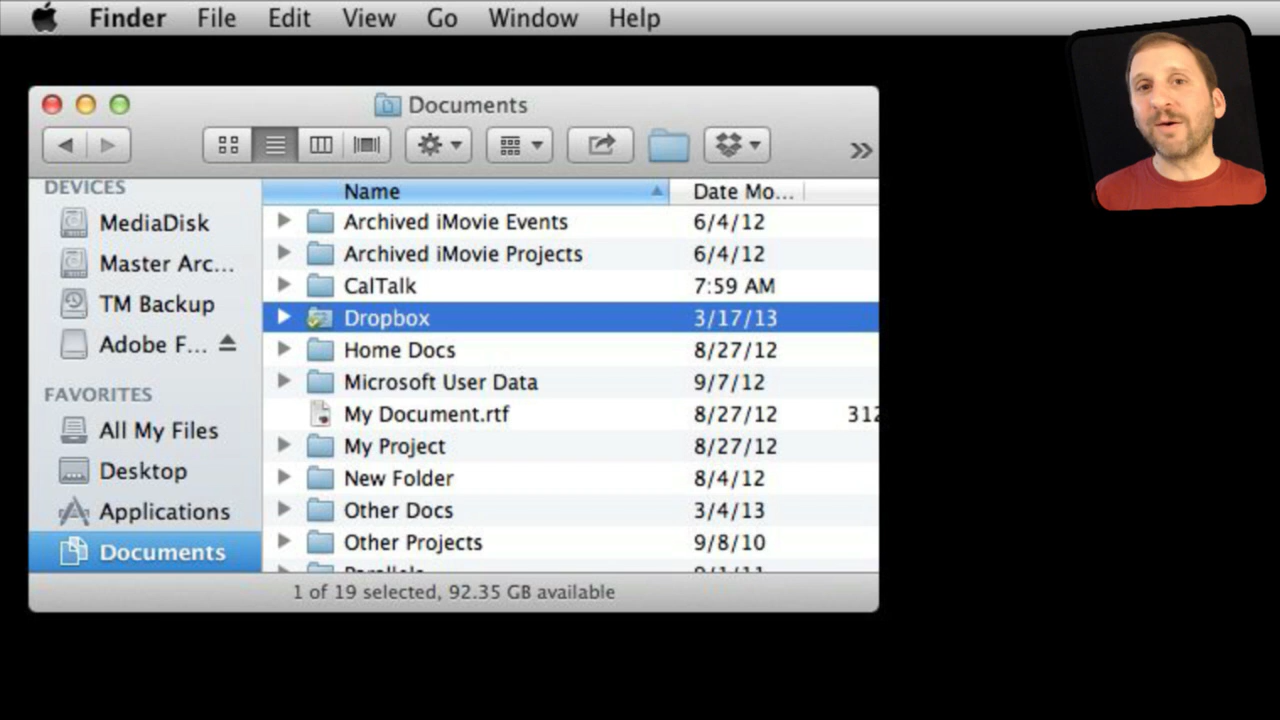 Finder File Edit View Go Window Help
Documents
DEVICES
MediaDisk
Master Arc...
TM Backup
Adobe F...
FAVORITES
All My Files
Desktop
Applications
Documents
Name Date Mo...
Archived iMovie Events 6/4/12
Archived iMovie Projects 6/4/12
CalTalk 7:59 AM
Dropbox 3/17/13
Home Docs 8/27/12
Microsoft User Data 9/7/12
My Document.rtf 8/27/12 312
My Project 8/27/12
New Folder 8/4/12
Other Docs 3/4/13
Other Projects 9/8/10
1 of 19 selected, 92.35 GB available